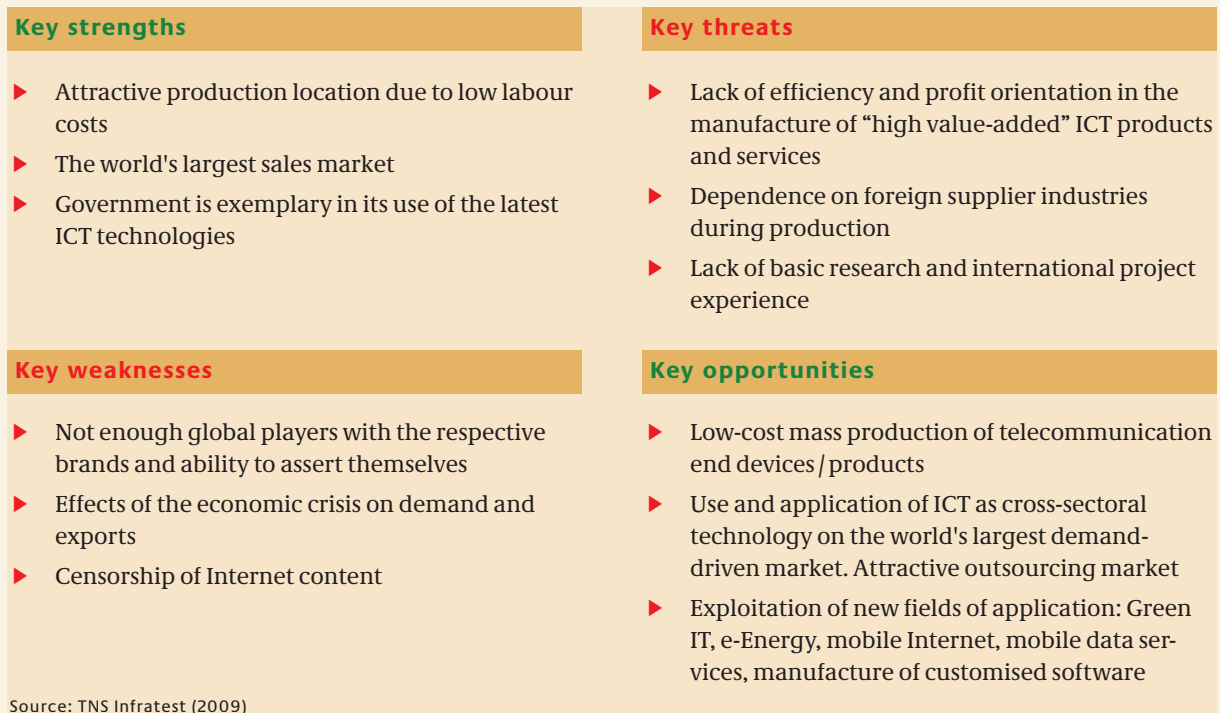 Key strengths
▶ Attractive production location due to low labour
costs
▶ The world's largest sales market
▶ Government is exemplary in its use of the latest
ICT technologies
Key threats
▶ Lack of efficiency and profit orientation in the
manufacture of “high value-added” ICT products
and services
▶ Dependence on foreign supplier industries
during production
▶ Lack of basic research and international project
experience
Key weaknesses
▶ Not enough global players with the respective
brands and ability to assert themselves
▶ Effects of the economic crisis on demand and
exports
▶ Censorship of Internet content
Key opportunities
▶ Low-cost mass production of telecommunication
end devices / products
▶ Use and application of ICT as cross-sectoral
technology on the world's largest demand-
driven market. Attractive outsourcing market
▶ Exploitation of new fields of application: Green
IT, e-Energy, mobile Internet, mobile data ser-
vices, manufacture of customised software
Source: TNS Infratest (2009)